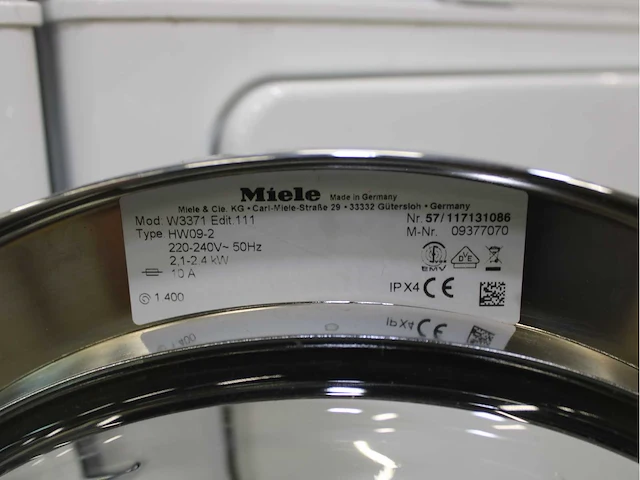 Miele Made in Germany
Miele & Cie. KG • Carl-Miele-Straße 29 • 33332 Gütersloh • Germany
Mod. W3371 Edit.111 Nr. 57/117131086
Type HW09-2 M-Nr. 09377070
220-240V~ 50Hz
2,1-2.4 kW
EMV DVE
10 A
IPX4 CE
1.400